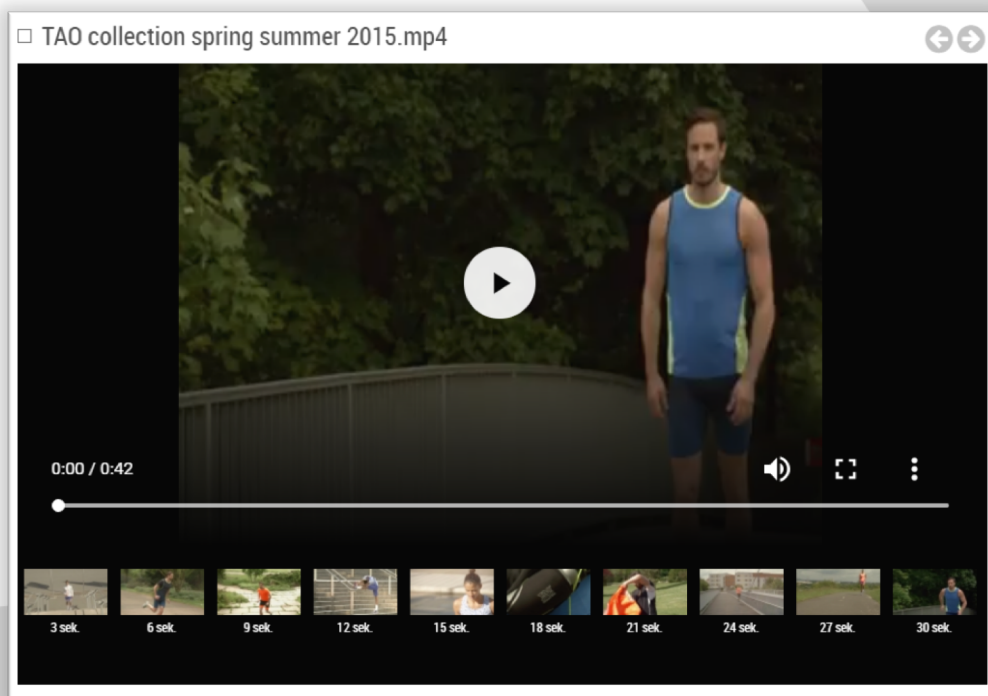 TAO collection spring summer 2015.mp4
0:00 / 0:42
3 sek. 6 sek. 9 sek. 12 sek. 15 sek. 18 sek. 21 sek. 24 sek. 27 sek. 30 sek.